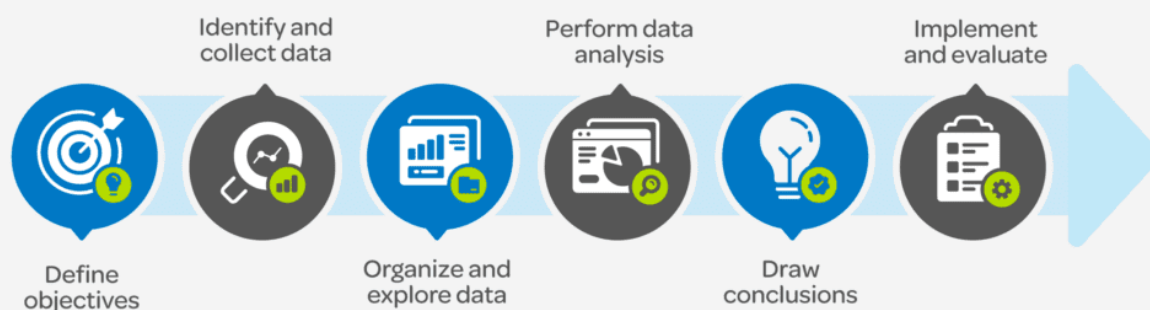 Define
objectives
Identify and
collect data
Organize and
explore data
Perform data
analysis
Draw
conclusions
Implement
and evaluate